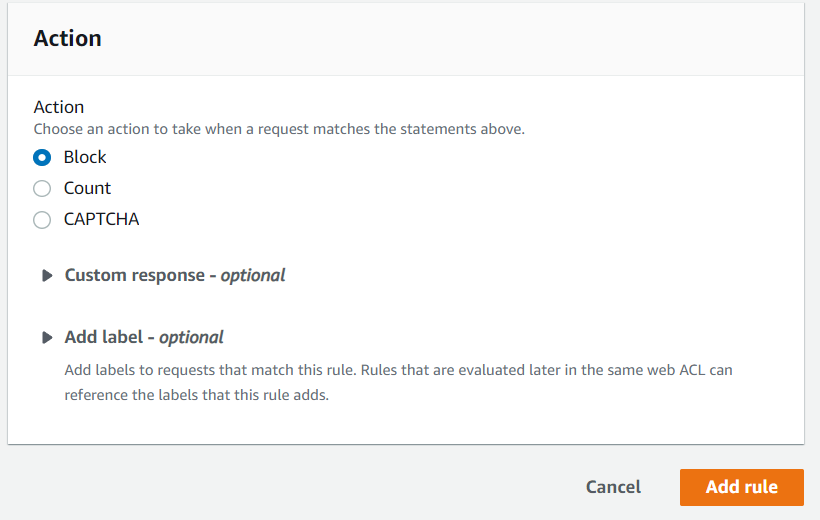 Action
Action
Choose an action to take when a request matches the statements above.
Block
Count
CAPTCHA
Custom response - optional
Add label - optional
Add labels to requests that match this rule. Rules that are evaluated later in the same web ACL can
reference the labels that this rule adds.
Cancel Add rule